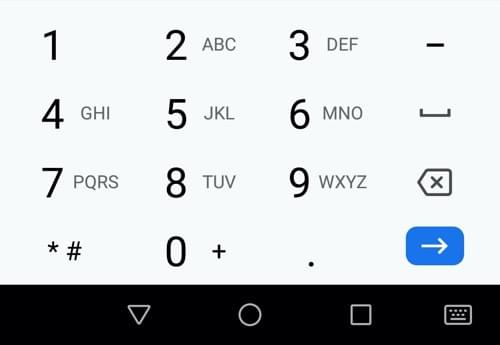 1 2 ABC 3 DEF -
4 GHI 5 JKL 6 MNO
7 PQRS 8 TUV 9 WXYZ
* # 0 + .